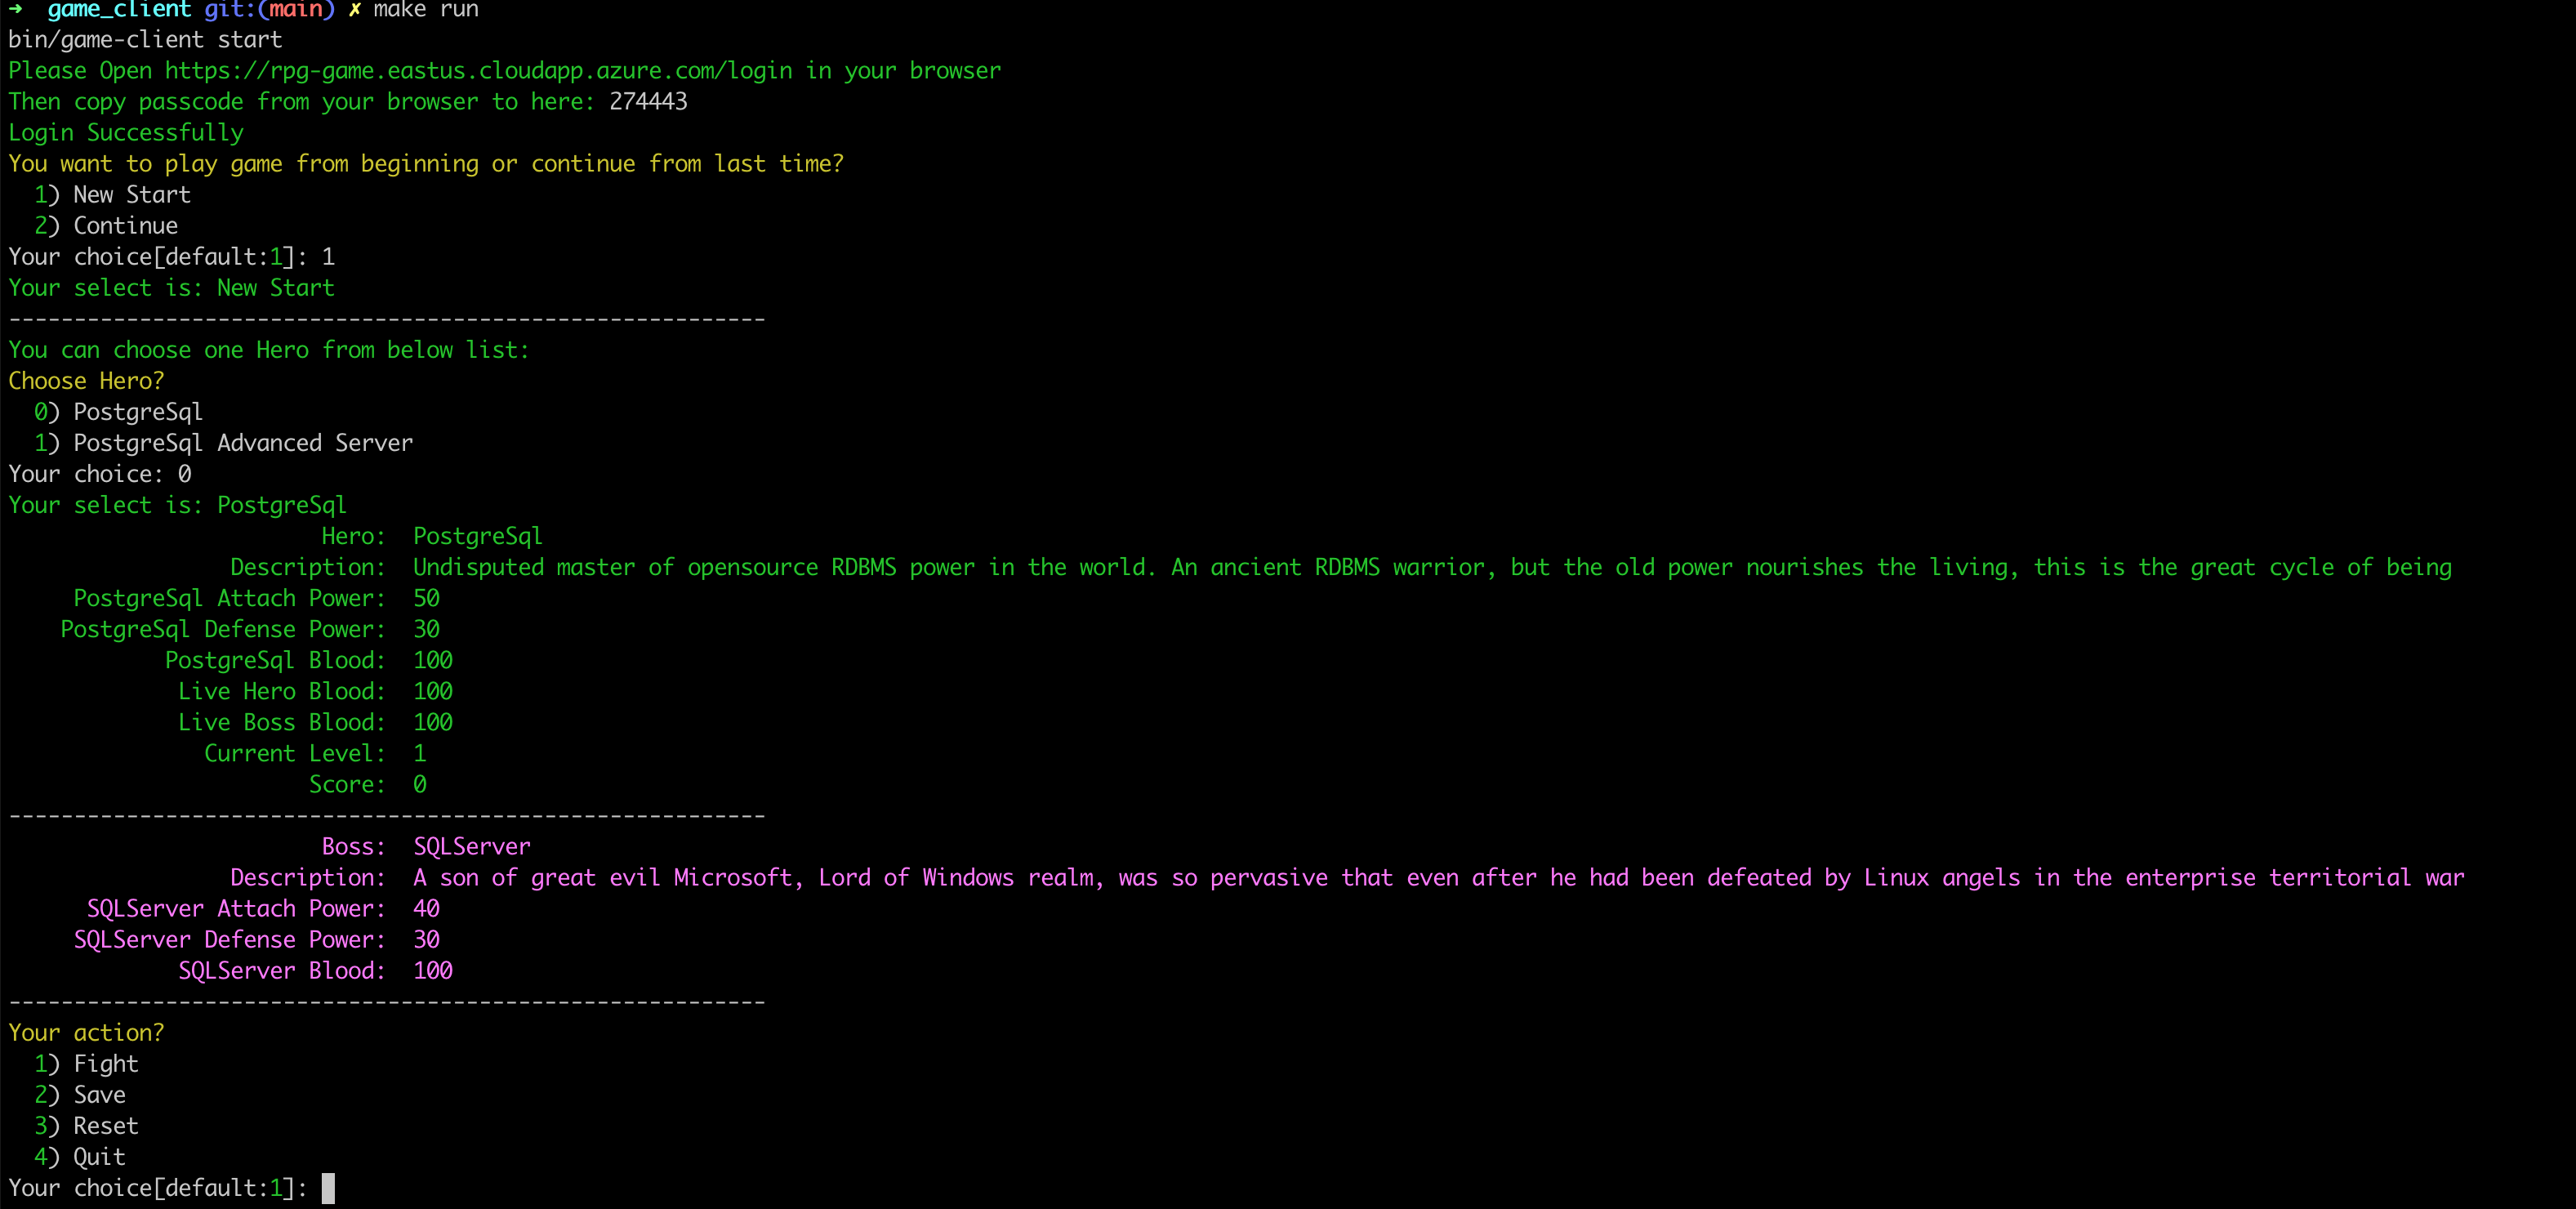 ➜  game_client git:(main) ✗ make run
bin/game-client start
Please Open https://rpg-game.eastus.cloudapp.azure.com/login in your browser
Then copy passcode from your browser to here: 274443
Login Successfully
You want to play game from beginning or continue from last time?
  1) New Start
  2) Continue
Your choice[default:1]: 1
Your select is: New Start
----------------------------------------------------------
You can choose one Hero from below list:
Choose Hero?
  0) PostgreSql
  1) PostgreSql Advanced Server
Your choice: 0
Your select is: PostgreSql
                        Hero:  PostgreSql
                 Description:  Undisputed master of opensource RDBMS power in the world. An ancient RDBMS warrior, but the old power nourishes the living, this is the great cycle of being
     PostgreSql Attach Power:  50
    PostgreSql Defense Power:  30
            PostgreSql Blood:  100
             Live Hero Blood:  100
             Live Boss Blood:  100
               Current Level:  1
                       Score:  0
----------------------------------------------------------
                        Boss:  SQLServer
                 Description:  A son of great evil Microsoft, Lord of Windows realm, was so pervasive that even after he had been defeated by Linux angels in the enterprise territorial war
      SQLServer Attach Power:  40
     SQLServer Defense Power:  30
             SQLServer Blood:  100
----------------------------------------------------------
Your action?
  1) Fight
  2) Save
  3) Reset
  4) Quit
Your choice[default:1]: